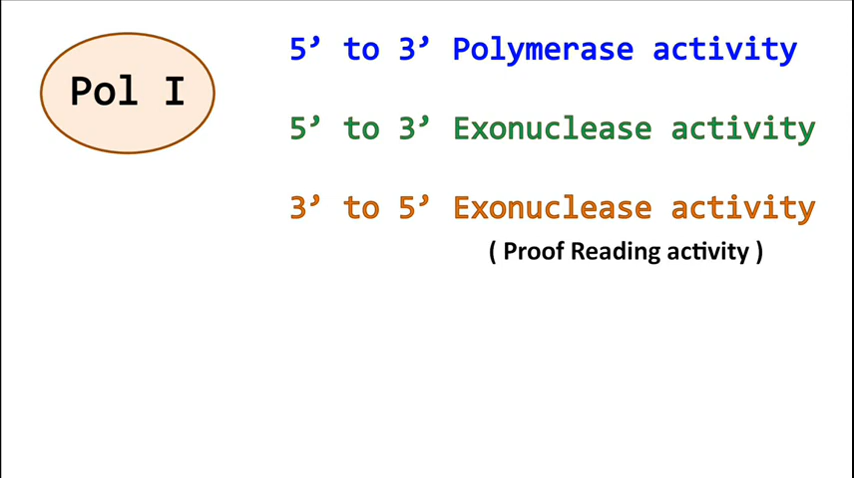 Pol I
5’ to 3’ Polymerase activity
5’ to 3’ Exonuclease activity
3’ to 5’ Exonuclease activity
( Proof Reading activity )